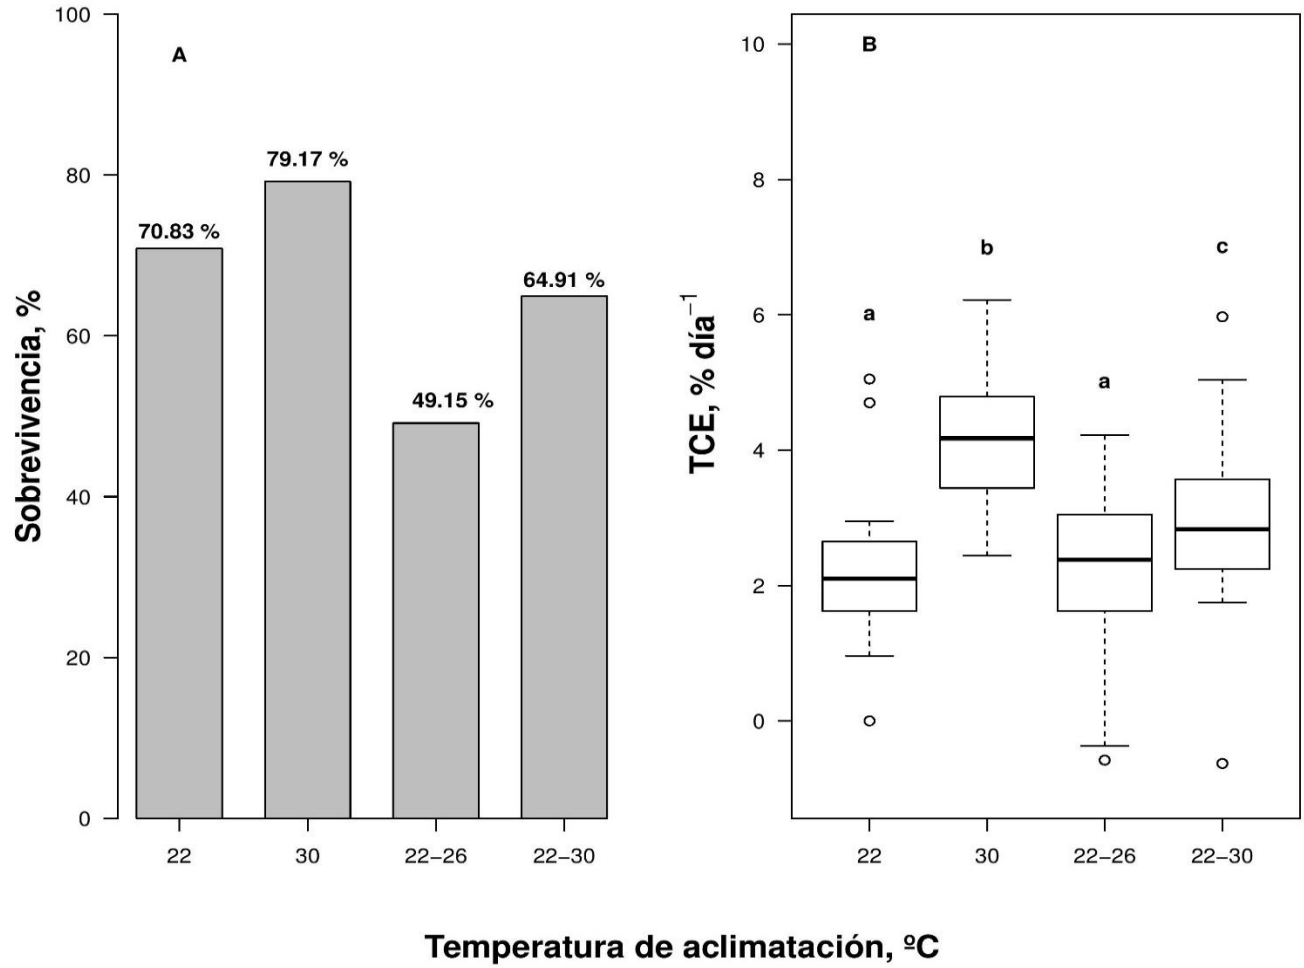 A
100
80
60
40
20
0
Sobrevivencia, %
70.83 %
79.17 %
49.15 %
64.91 %
22
30
22–26
22–30
B
10
8
6
4
2
0
TCE, % día⁻¹
a
b
a
c
22
30
22–26
22–30
Temperatura de aclimatación, ºC